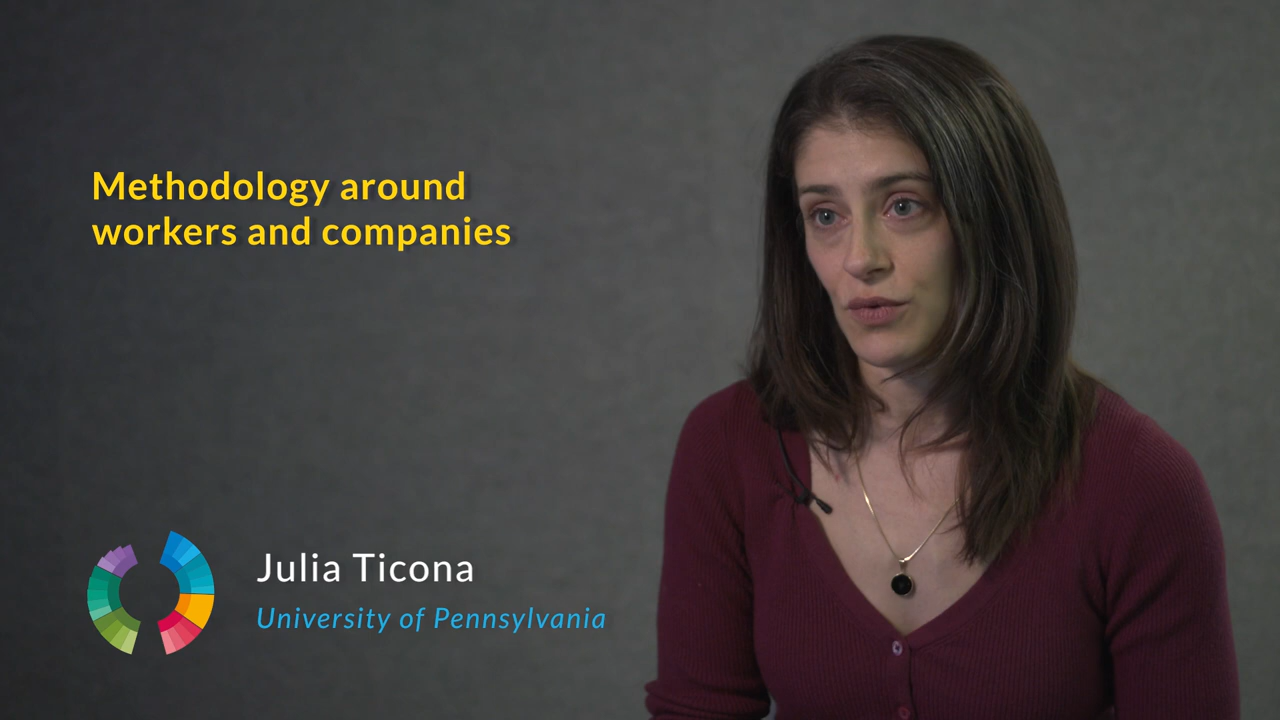 Methodology around
workers and companies
Julia Ticona
University of Pennsylvania